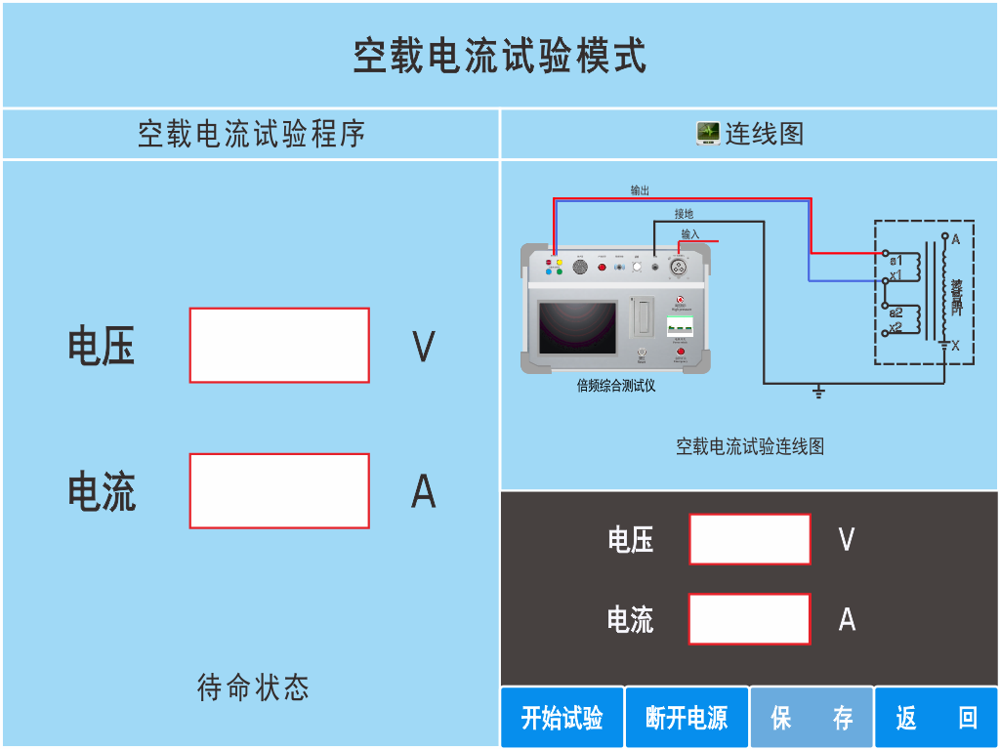 空载电流试验模式
空载电流试验程序
连线图
电压
V
电流
A
待命状态
输出
接地
输入
a1
x1
a2
x2
A
X
倍频综合测试仪
空载电流试验连线图
电压
V
电流
A
开始试验
断开电源
保 存
返 回